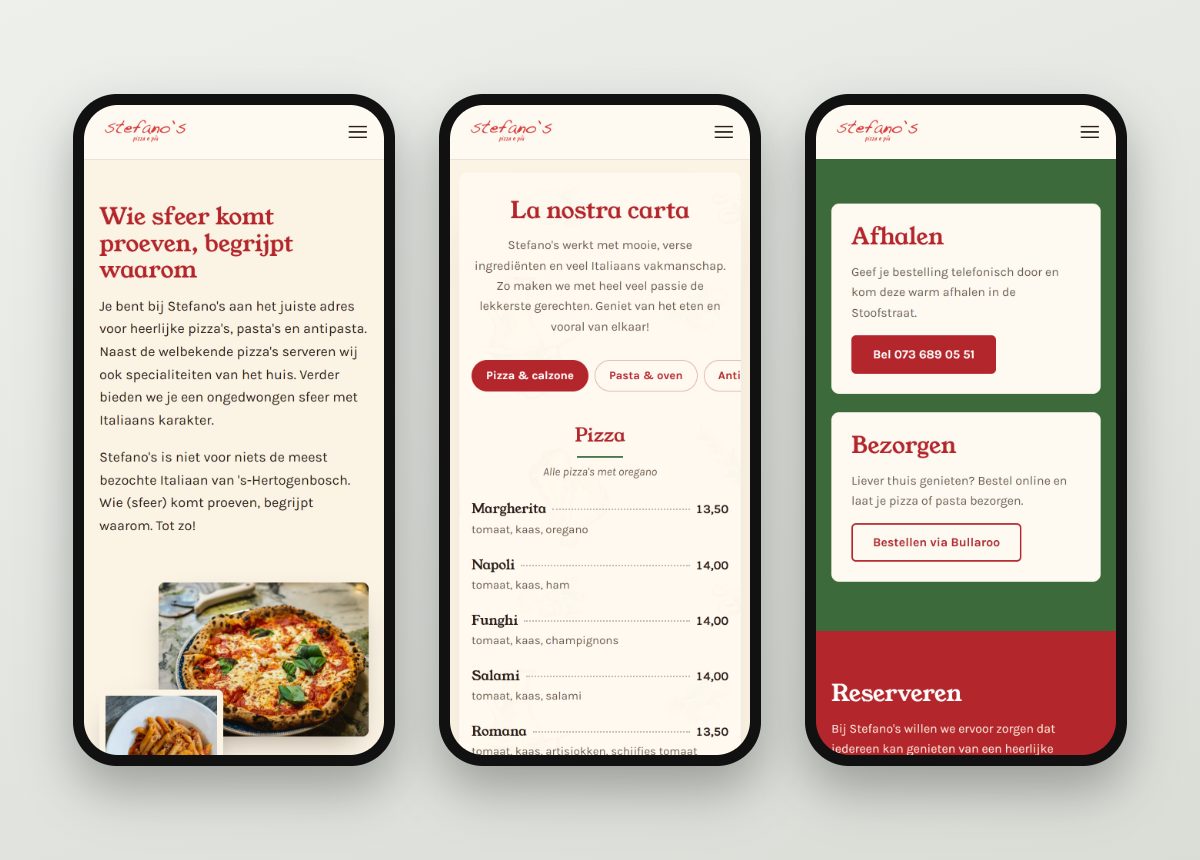 stefano's
pizza e più
Wie sfeer komt
proeven, begrijpt
waarom
Je bent bij Stefano's aan het juiste adres
voor heerlijke pizza's, pasta's en antipasta.
Naast de welbekende pizza's serveren wij
ook specialiteiten van het huis. Verder
bieden we je een ongedwongen sfeer met
Italiaans karakter.
Stefano's is niet voor niets de meest
bezochte Italiaan van 's-Hertogenbosch.
Wie (sfeer) komt proeven, begrijpt
waarom. Tot zo!
stefano's
pizza e più
La nostra carta
Stefano's werkt met mooie, verse
ingrediënten en veel Italiaans vakmanschap.
Zo maken we met heel veel passie de
lekkerste gerechten. Geniet van het eten en
vooral van elkaar!
Pizza & calzone
Pasta & oven
Anti
Pizza
Alle pizza's met oregano
Margherita 13,50
tomaat, kaas, oregano
Napoli 14,00
tomaat, kaas, ham
Funghi 14,00
tomaat, kaas, champignons
Salami 14,00
tomaat, kaas, salami
Romana 13,50
tomaat, kaas, artisjokken, schijfjes tomaat
stefano's
pizza e più
Afhalen
Geef je bestelling telefonisch door en
kom deze warm afhalen in de
Stoofstraat.
Bel 073 689 05 51
Bezorgen
Liever thuis genieten? Bestel online en
laat je pizza of pasta bezorgen.
Bestellen via Bullaroo
Reserveren
Bij Stefano's willen we ervoor zorgen dat
iedereen kan genieten van een heerlijke